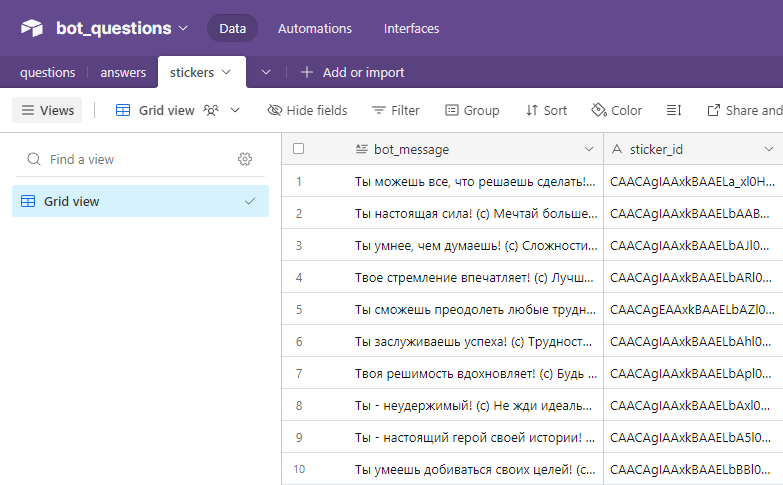 bot_questions Data Automations Interfaces
questions answers stickers Add or import
Views Grid view Hide fields Filter Group Sort Color Share and
Find a view
Grid view
bot_message sticker_id
1 Ты можешь все, что решаешь сделать!... CAACAgIAAxkBAAELa_xl0H...
2 Ты настоящая сила! (с) Мечтай больше... CAACAgIAAxkBAAELbAAB...
3 Ты умнее, чем думаешь! (с) Сложности... CAACAgIAAxkBAAELbAJl0...
4 Твое стремление впечатляет! (с) Лучш... CAACAgIAAxkBAAELbARl0...
5 Ты сможешь преодолеть любые трудн... CAACAgEAAxkBAAELbAZl0...
6 Ты заслуживаешь успеха! (с) Трудност... CAACAgIAAxkBAAELbAhl0...
7 Твоя решимость вдохновляет! (с) Будь ... CAACAgIAAxkBAAELbApl0...
8 Ты - неудержимый! (с) Не жди идеаль... CAACAgIAAxkBAAELbAxl0...
9 Ты - настоящий герой своей истории! ... CAACAgIAAxkBAAELbA5l0...
10 Ты умеешь добиваться своих целей! (с... CAACAgIAAxkBAAELbBBl0...